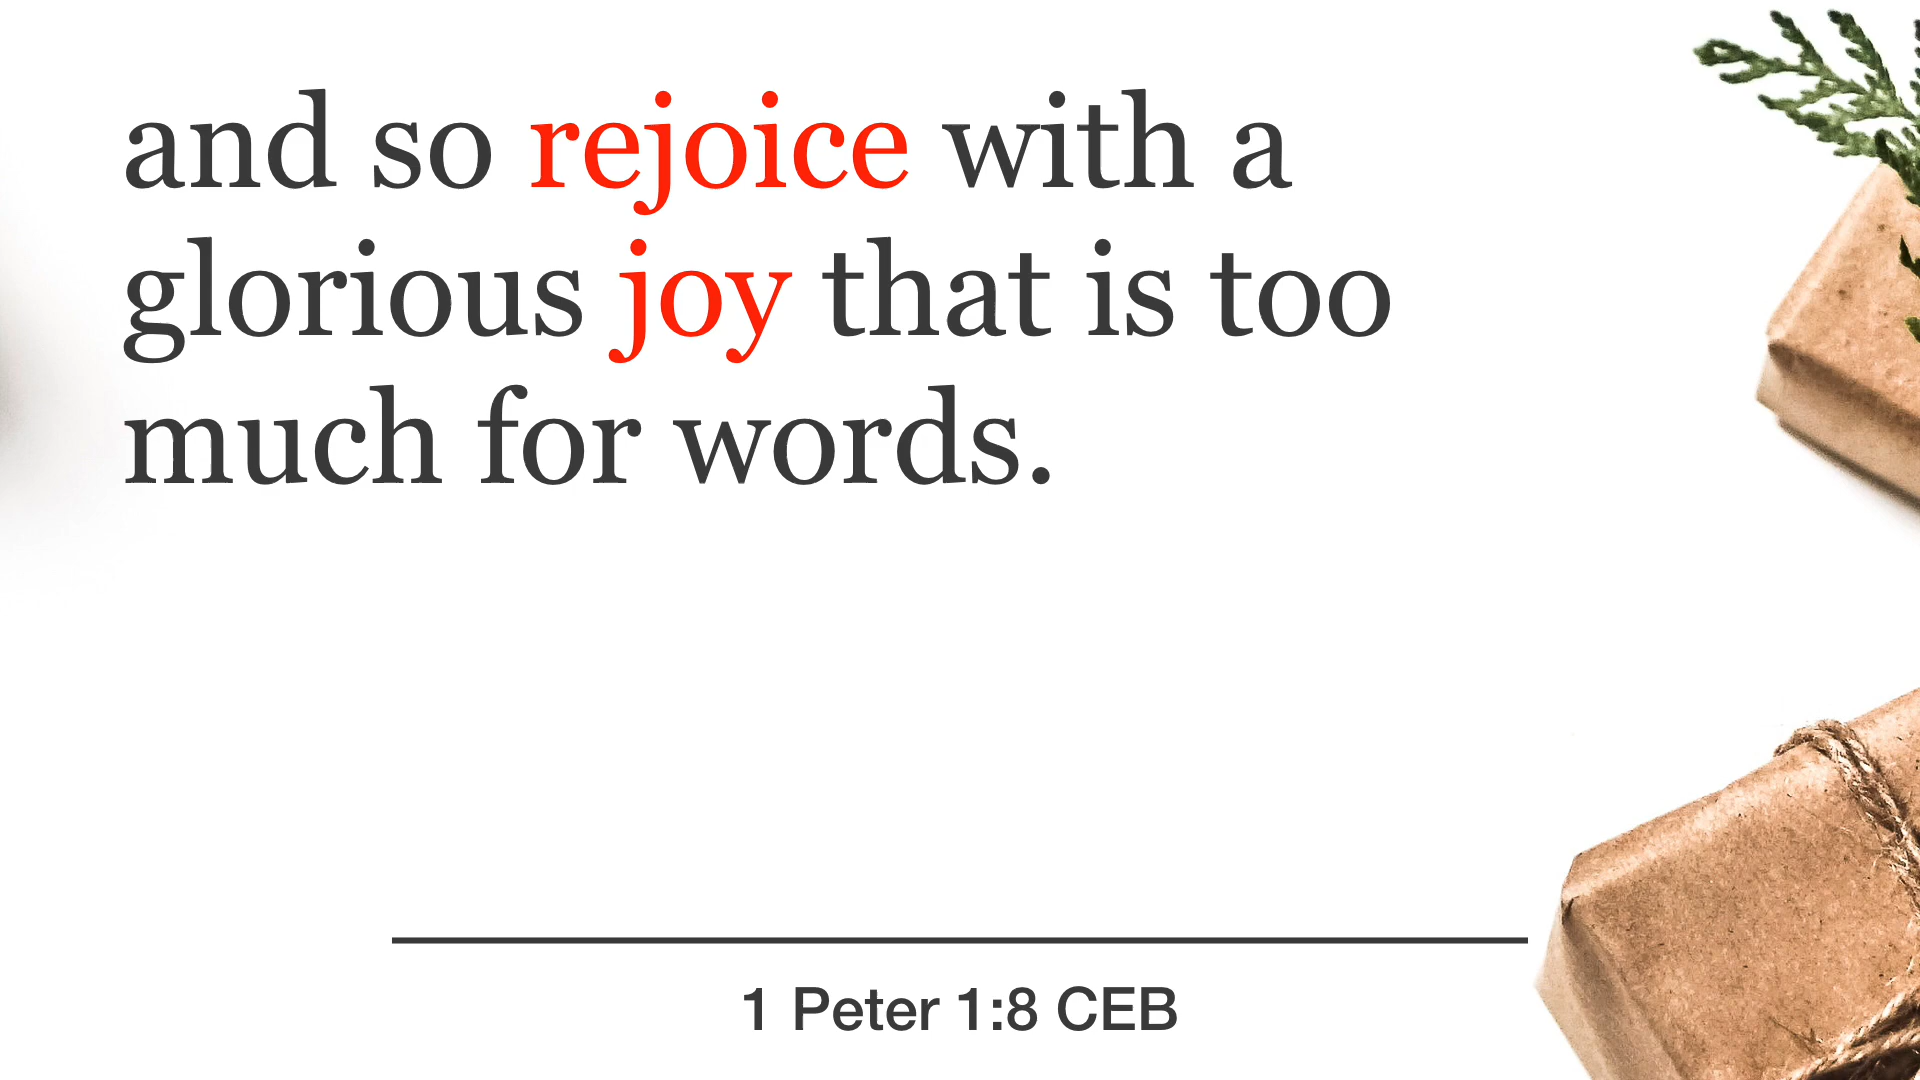 and so rejoice with a
glorious joy that is too
much for words.
1 Peter 1:8 CEB